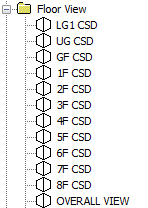 Floor View
LG1 CSD
UG CSD
GF CSD
1F CSD
2F CSD
3F CSD
4F CSD
5F CSD
6F CSD
7F CSD
8F CSD
OVERALL VIEW